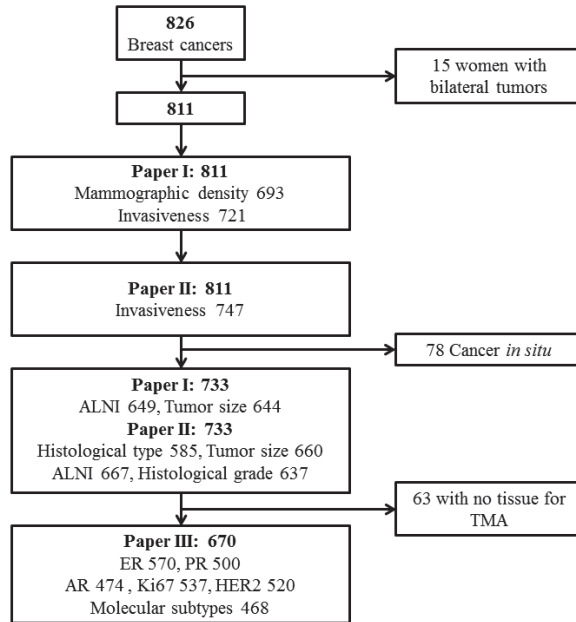 826
Breast cancers
15 women with
bilateral tumors
811
Paper I: 811
Mammographic density 693
Invasiveness 721
Paper II: 811
Invasiveness 747
78 Cancer in situ
Paper I: 733
ALNI 649, Tumor size 644
Paper II: 733
Histological type 585, Tumor size 660
ALNI 667, Histological grade 637
63 with no tissue for
TMA
Paper III: 670
ER 570, PR 500
AR 474 , Ki67 537, HER2 520
Molecular subtypes 468